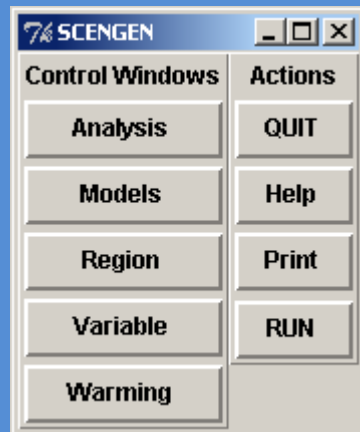 SCENGEN
Control Windows
Analysis
Models
Region
Variable
Warming
Actions
QUIT
Help
Print
RUN